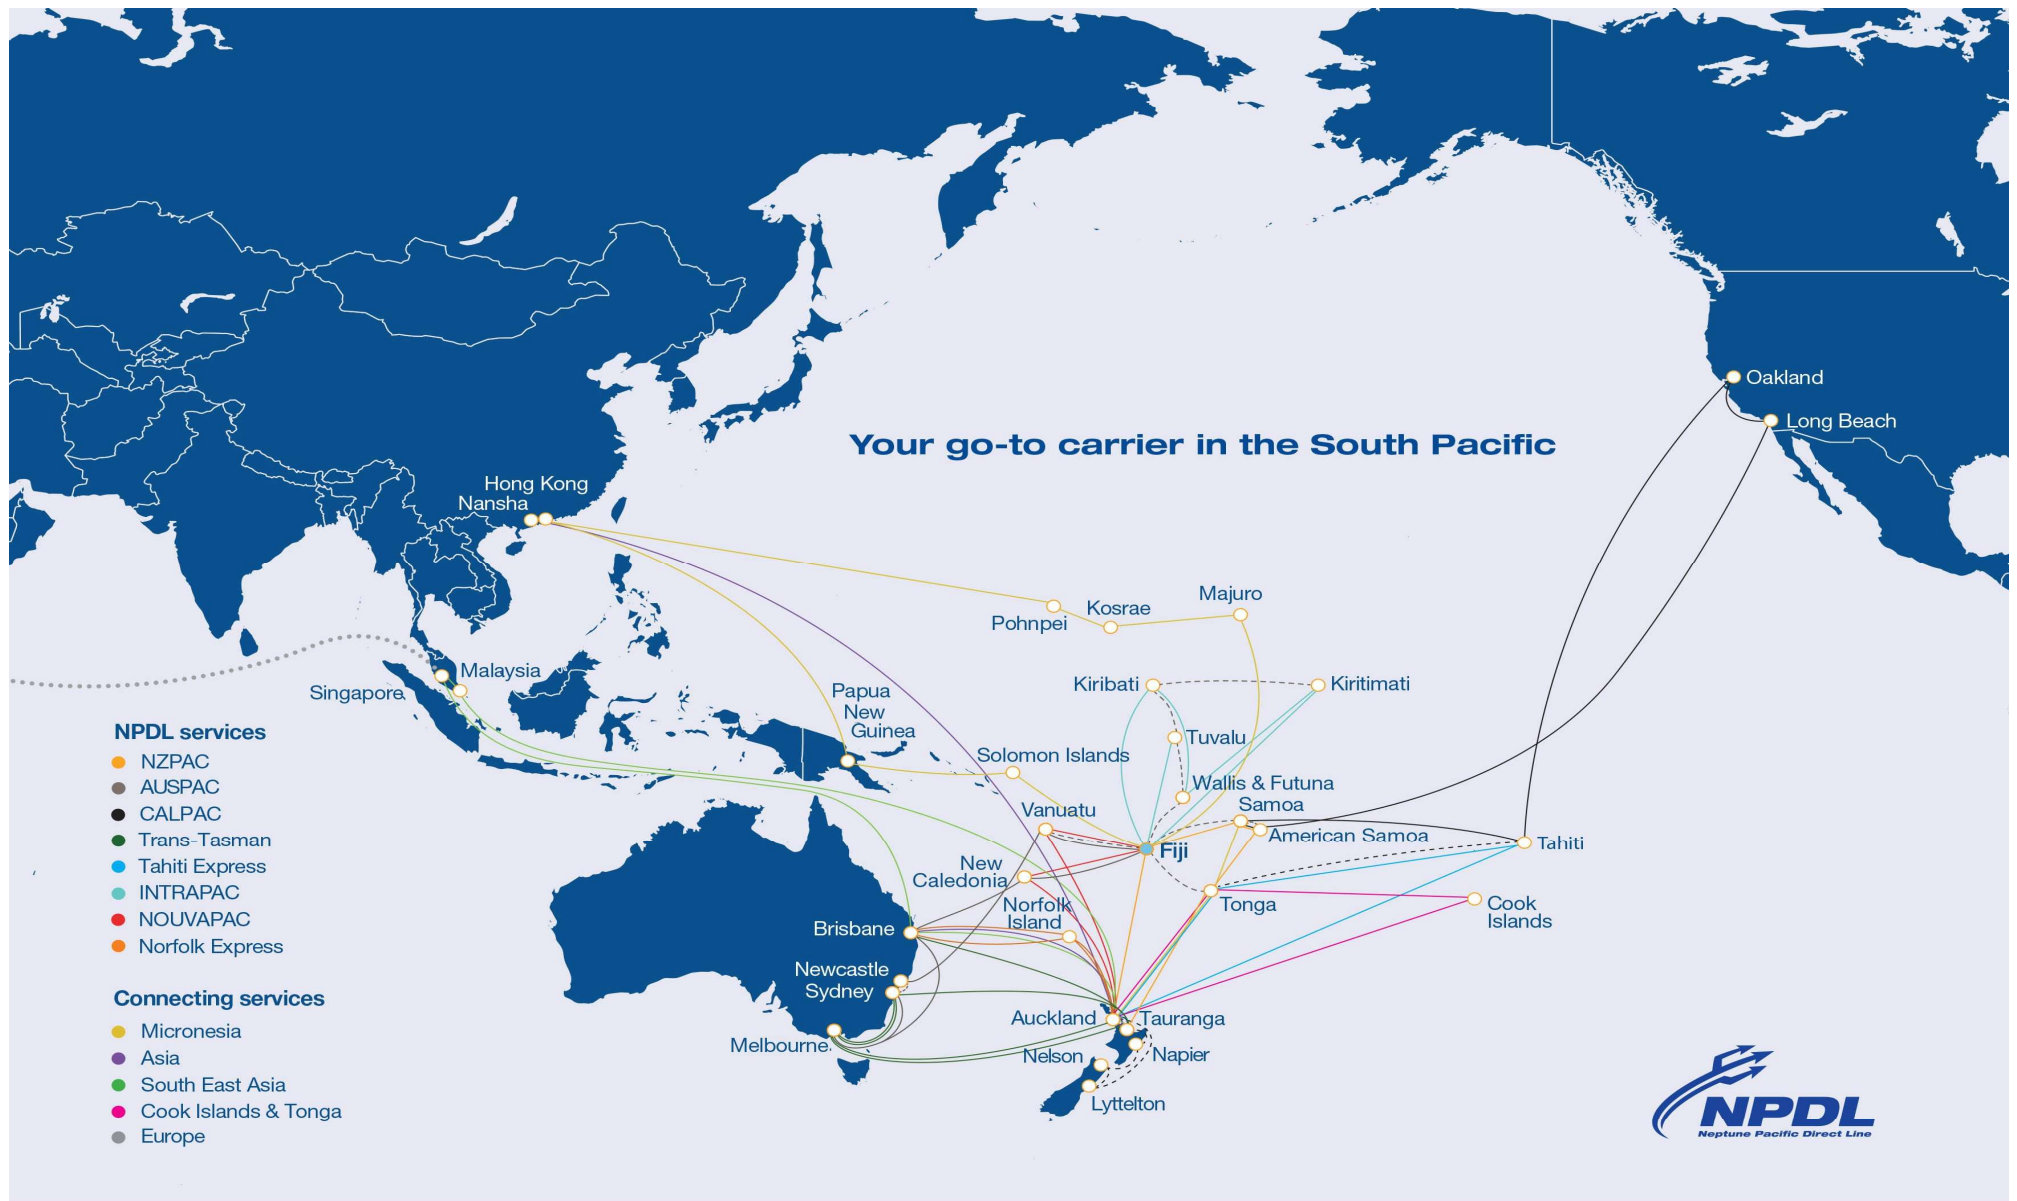 Oakland
Long Beach
Your go-to carrier in the South Pacific
Hong Kong
Nansha
Majuro
Kosrae
Pohnpei
Malaysia
Singapore
Kiribati
Kiritimati
Papua
New
Guinea
Tuvalu
Solomon Islands
Wallis & Futuna
Samoa
Vanuatu
American Samoa
Tahiti
Fiji
New
Caledonia
Norfolk
Island
Tonga
Cook
Islands
Brisbane
Newcastle
Sydney
Auckland
Tauranga
Melbourne
Nelson
Napier
Lyttelton
NPDL services
NZPAC
AUSPAC
CALPAC
Trans-Tasman
Tahiti Express
INTRAPAC
NOUVAPAC
Norfolk Express
Connecting services
Micronesia
Asia
South East Asia
Cook Islands & Tonga
Europe
NPDL
Neptune Pacific Direct Line